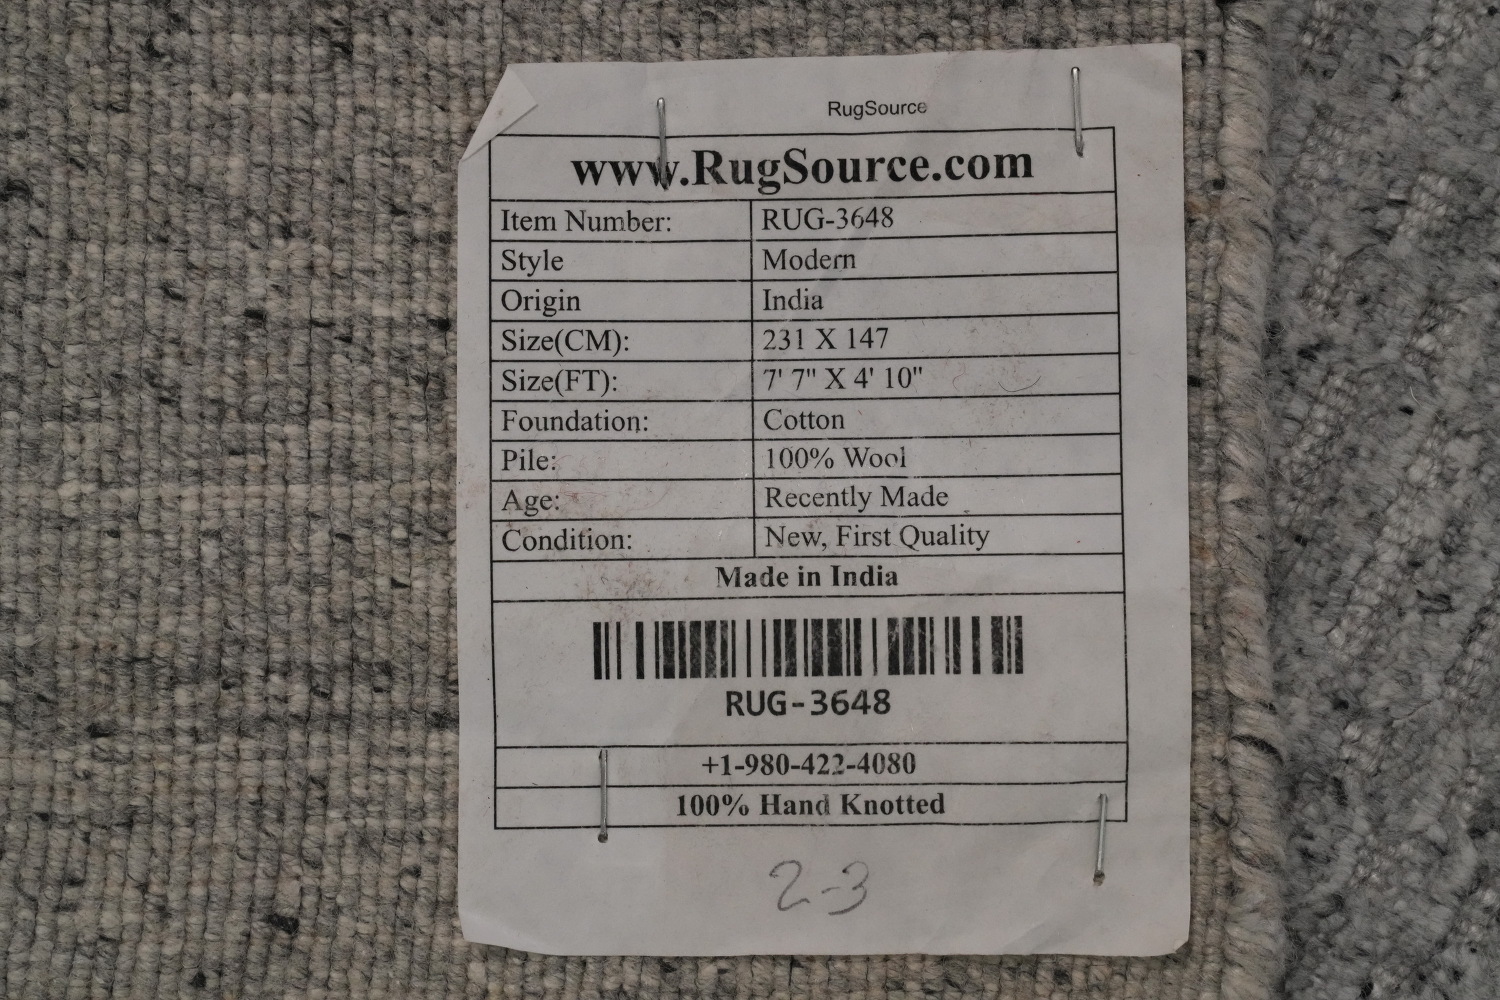 RugSource
www.RugSource.com
Item Number: RUG-3648
Style Modern
Origin India
Size(CM): 231 X 147
Size(FT): 7' 7" X 4' 10"
Foundation: Cotton
Pile: 100% Wool
Age: Recently Made
Condition: New, First Quality
Made in India
RUG-3648
+1-980-422-4080
100% Hand Knotted
2-3